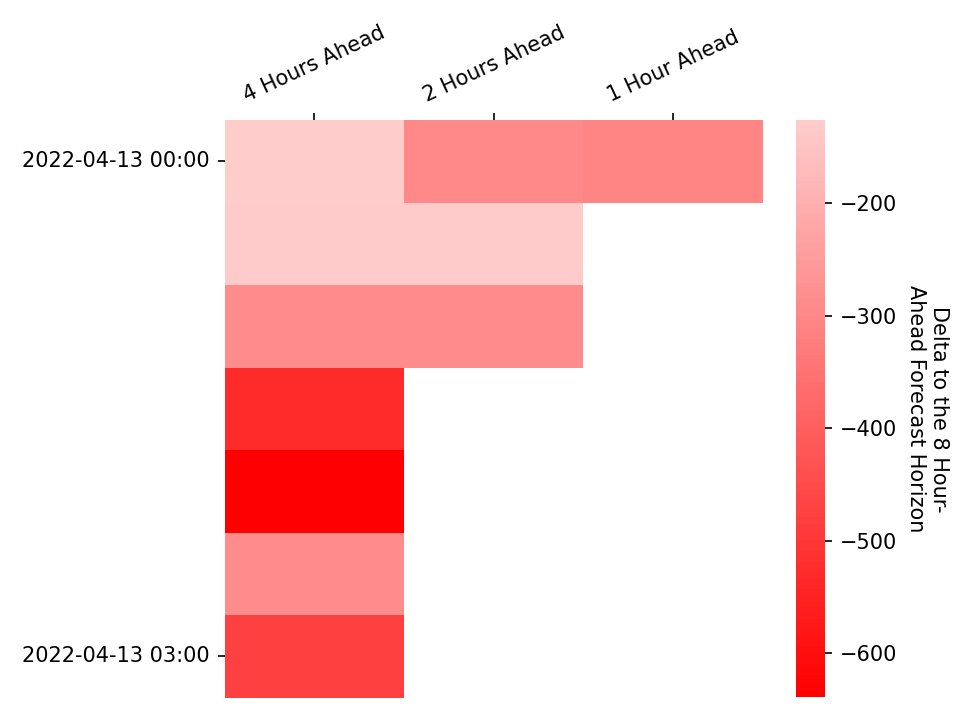 4 Hours Ahead
2 Hours Ahead
1 Hour Ahead
2022-04-13 00:00
2022-04-13 03:00
−200
−300
−400
−500
−600
Delta to the 8 Hour-
Ahead Forecast Horizon